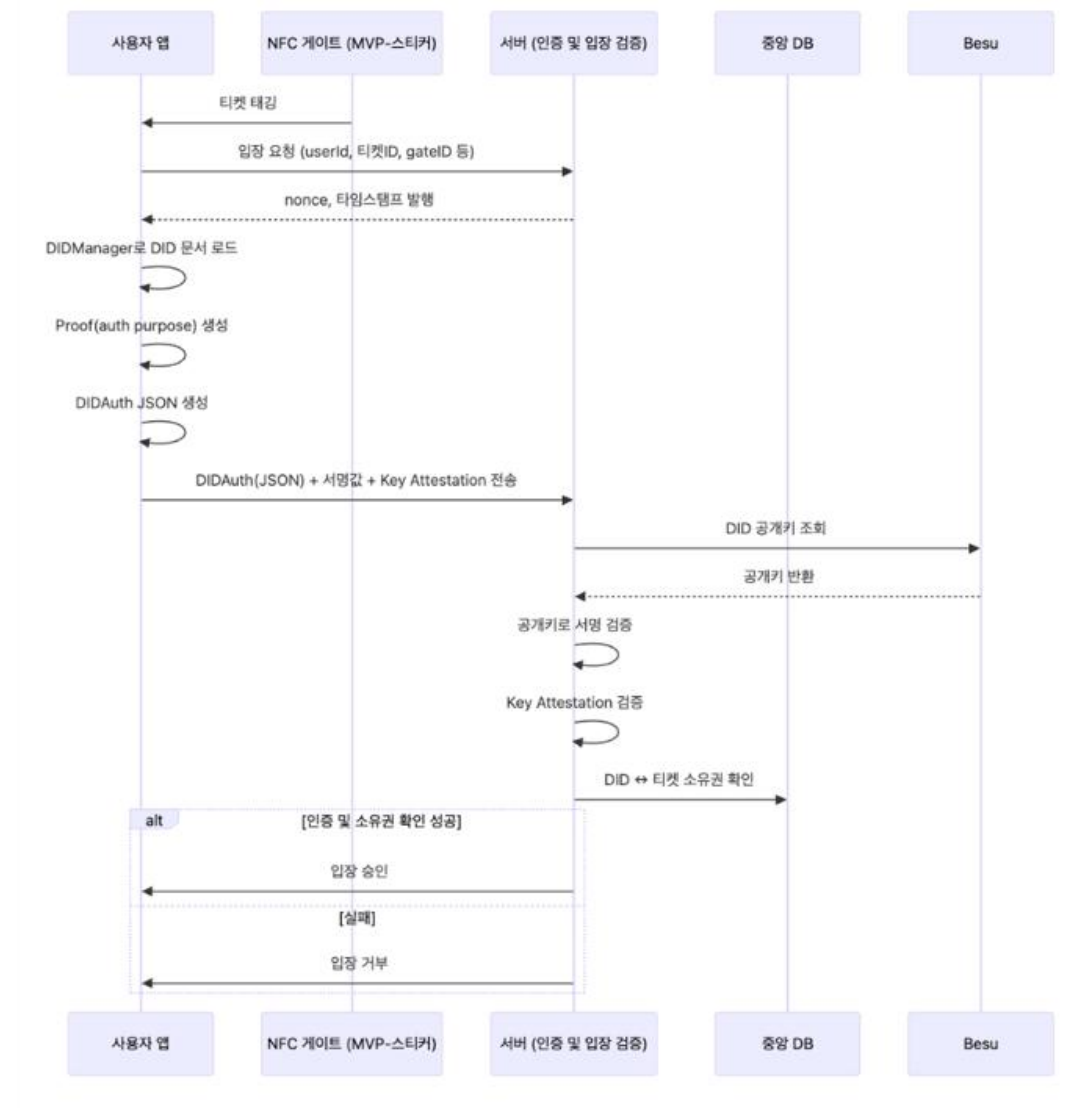 사용자 앱
NFC 게이트 (MVP-스티커)
서버 (인증 및 입장 검증)
중앙 DB
Besu
티켓 태깅
입장 요청 (userId, 티켓ID, gateID 등)
nonce, 타임스탬프 발행
DIDManager로 DID 문서 로드
Proof(auth purpose) 생성
DIDAuth JSON 생성
DIDAuth(JSON) + 서명값 + Key Attestation 전송
DID 공개키 조회
공개키 반환
공개키로 서명 검증
Key Attestation 검증
DID ↔ 티켓 소유권 확인
alt
[인증 및 소유권 확인 성공]
입장 승인
[실패]
입장 거부
사용자 앱
NFC 게이트 (MVP-스티커)
서버 (인증 및 입장 검증)
중앙 DB
Besu